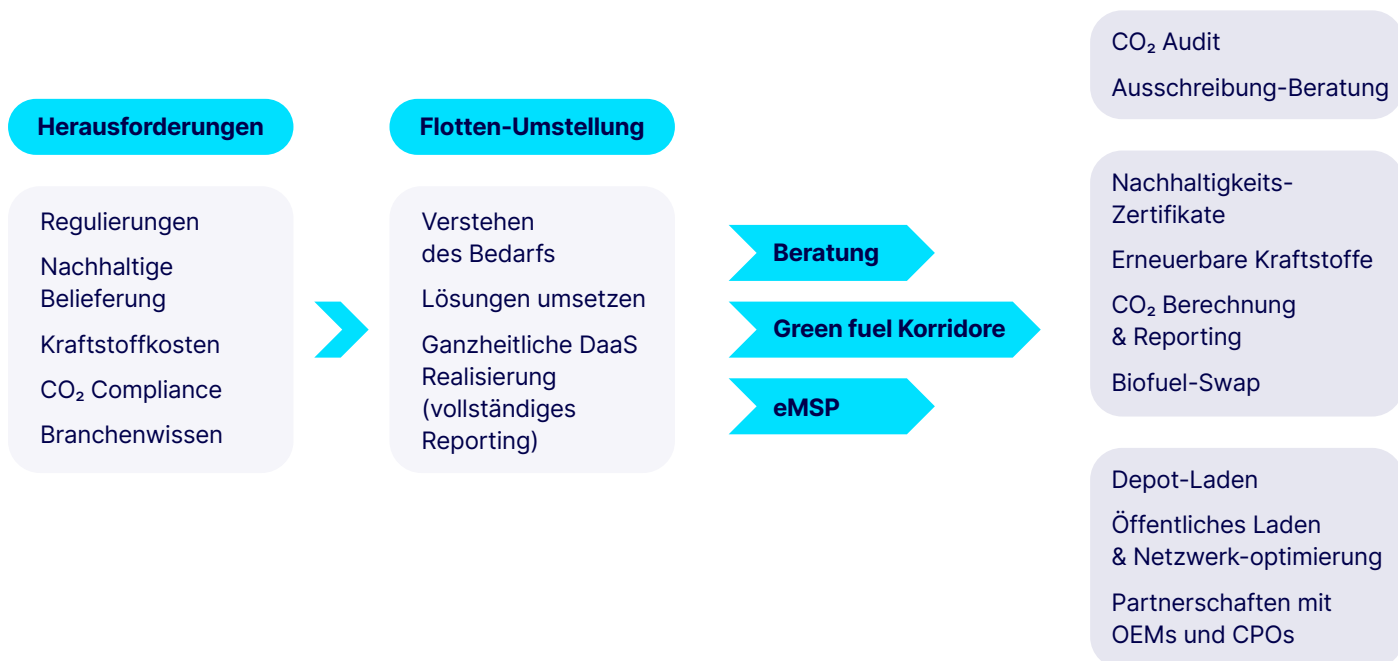 Herausforderungen
Regulierungen
Nachhaltige
Belieferung
Kraftstoffkosten
CO₂ Compliance
Branchenwissen
Flotten-Umstellung
Verstehen
des Bedarfs
Lösungen umsetzen
Ganzheitliche DaaS
Realisierung
(vollständiges
Reporting)
Beratung
Green fuel Korridore
eMSP
CO₂ Audit
Ausschreibung-Beratung
Nachhaltigkeits-
Zertifikate
Erneuerbare Kraftstoffe
CO₂ Berechnung
& Reporting
Biofuel-Swap
Depot-Laden
Öffentliches Laden
& Netzwerk-optimierung
Partnerschaften mit
OEMs und CPOs